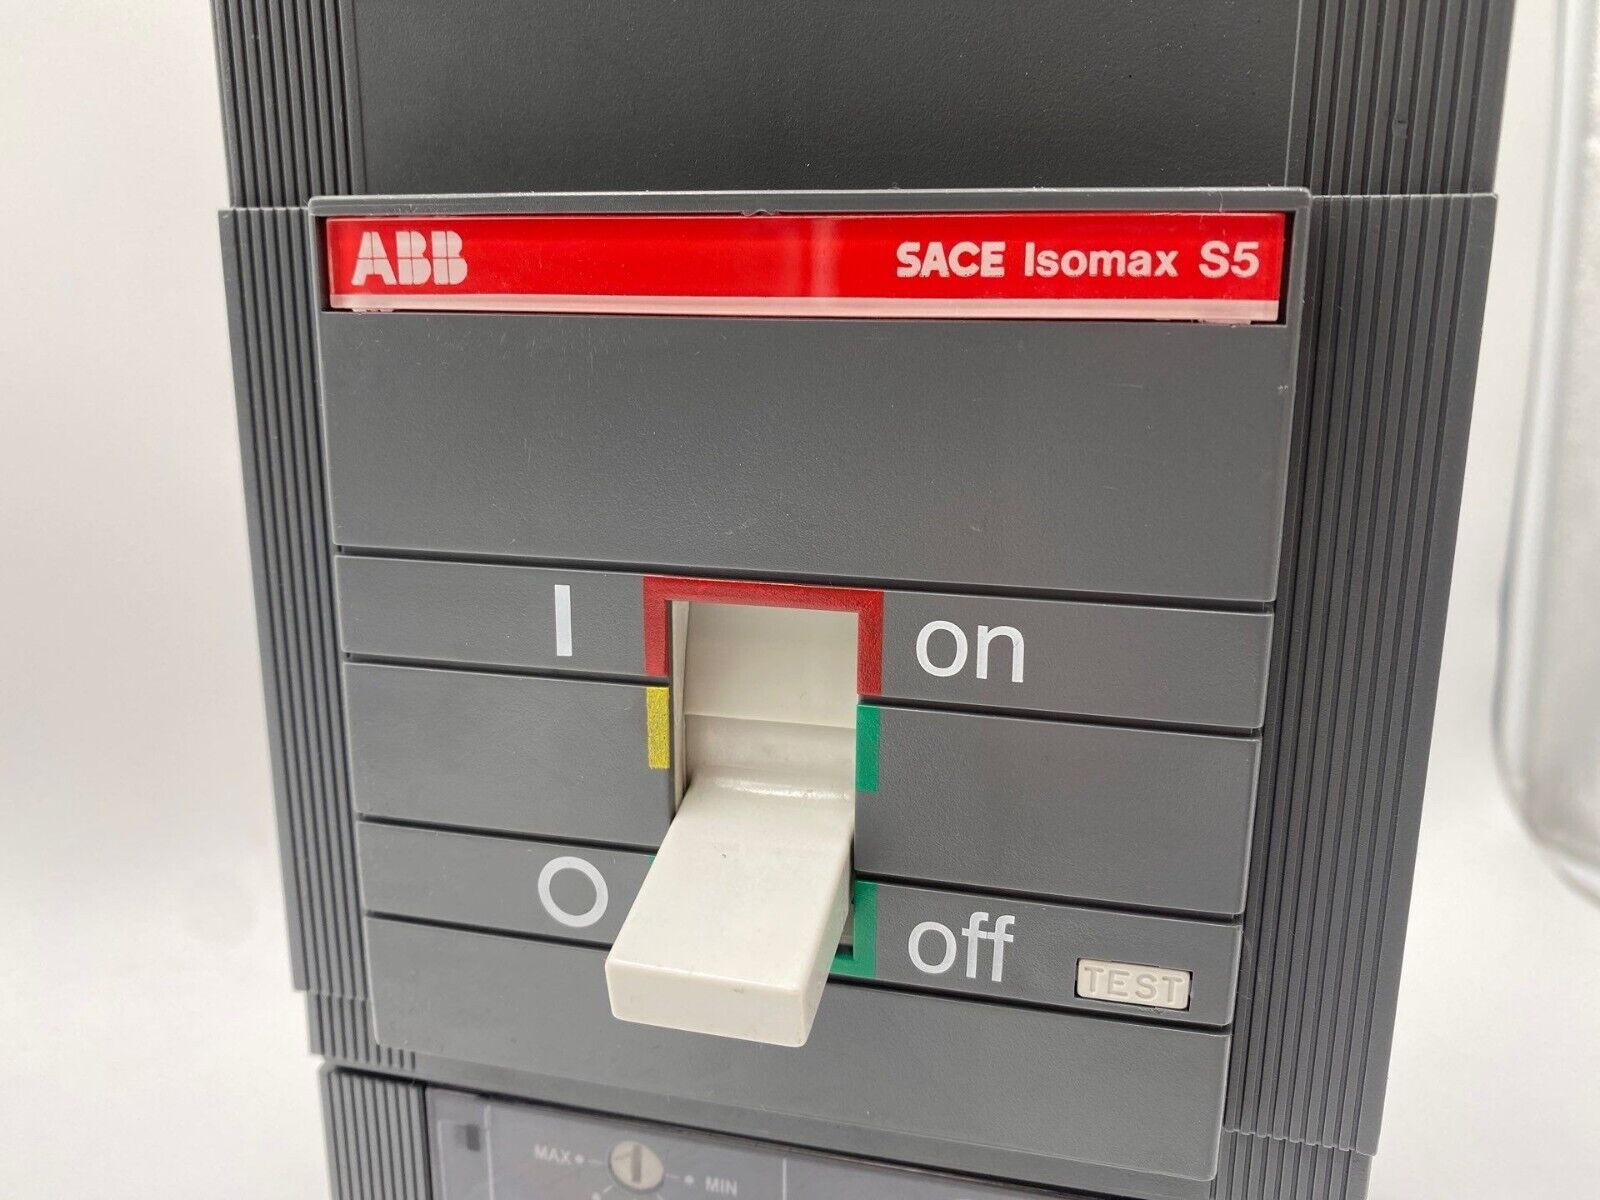 ABB SACE Isomax S5
I on
O off
TEST
MAX MIN